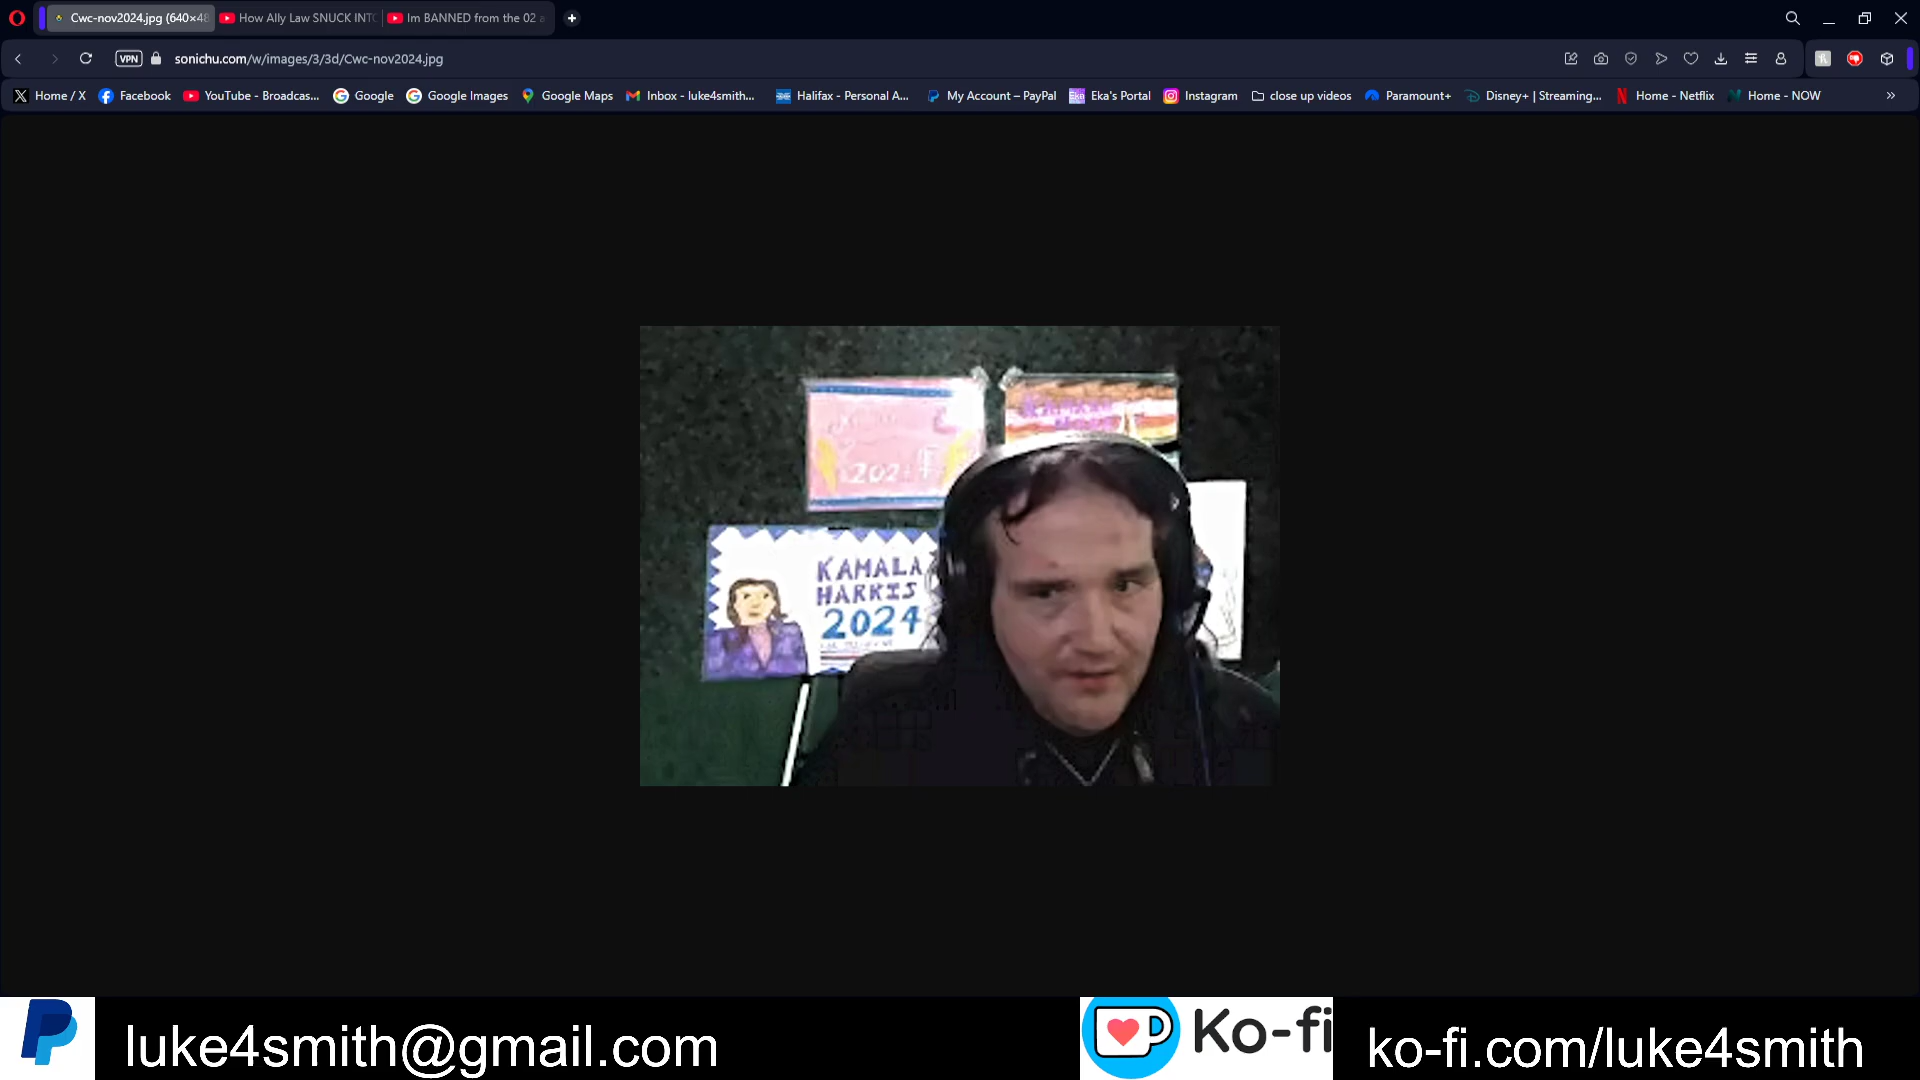 Cwc-nov2024.jpg (640×48
How Ally Law SNUCK INTO
Im BANNED from the 02 a
VPN
sonichu.com/w/images/3/3d/Cwc-nov2024.jpg
Home / X
Facebook
YouTube - Broadcas...
Google
Google Images
Google Maps
Inbox - luke4smith...
Halifax - Personal A...
My Account – PayPal
Eka's Portal
Instagram
close up videos
Paramount+
Disney+ | Streaming...
Home - Netflix
Home - NOW
KAMALA
HARRIS
2024
luke4smith@gmail.com
Ko-fi
ko-fi.com/luke4smith